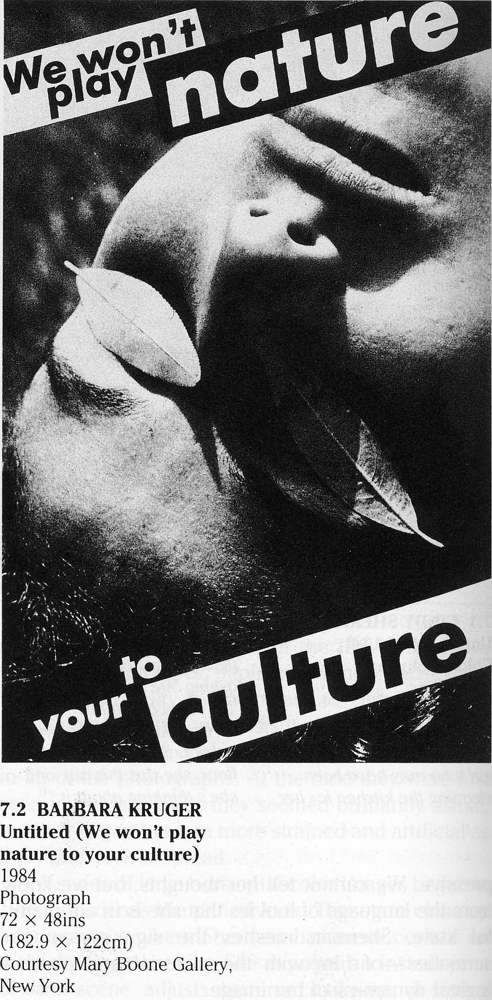 We won't
play
nature
to
your
culture
7.2 BARBARA KRUGER
Untitled (We won't play
nature to your culture)
1984
Photograph
72 × 48ins
(182.9 × 122cm)
Courtesy Mary Boone Gallery,
New York